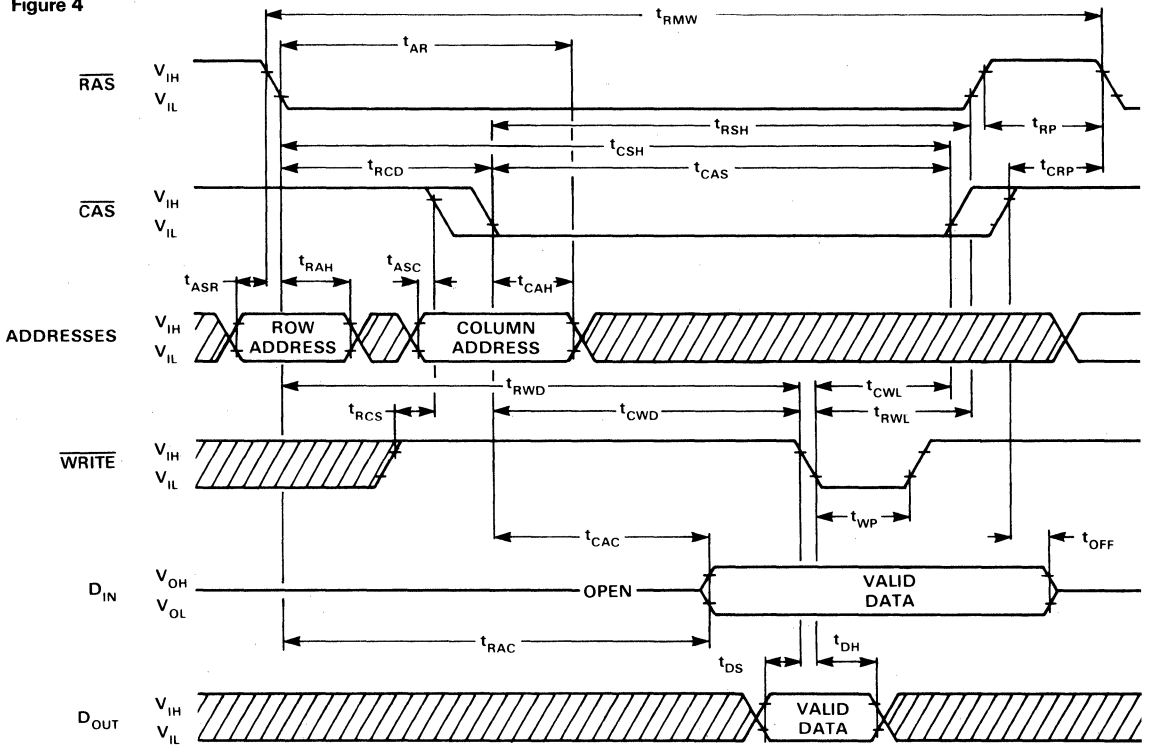 Figure 4
tRMW
tAR
RAS
VIH
VIL
tRSH
tRP
tCSH
tRCD
tCAS
tCRP
CAS
VIH
VIL
tASR
tRAH
tASC
tCAH
ADDRESSES
VIH
VIL
ROW
ADDRESS
COLUMN
ADDRESS
tRWD
tCWL
tRCS
tCWD
tRWL
WRITE
VIH
VIL
tWP
tCAC
tOFF
DIN
VOH
VOL
OPEN
VALID
DATA
tRAC
tDS
tDH
DOUT
VIH
VIL
VALID
DATA